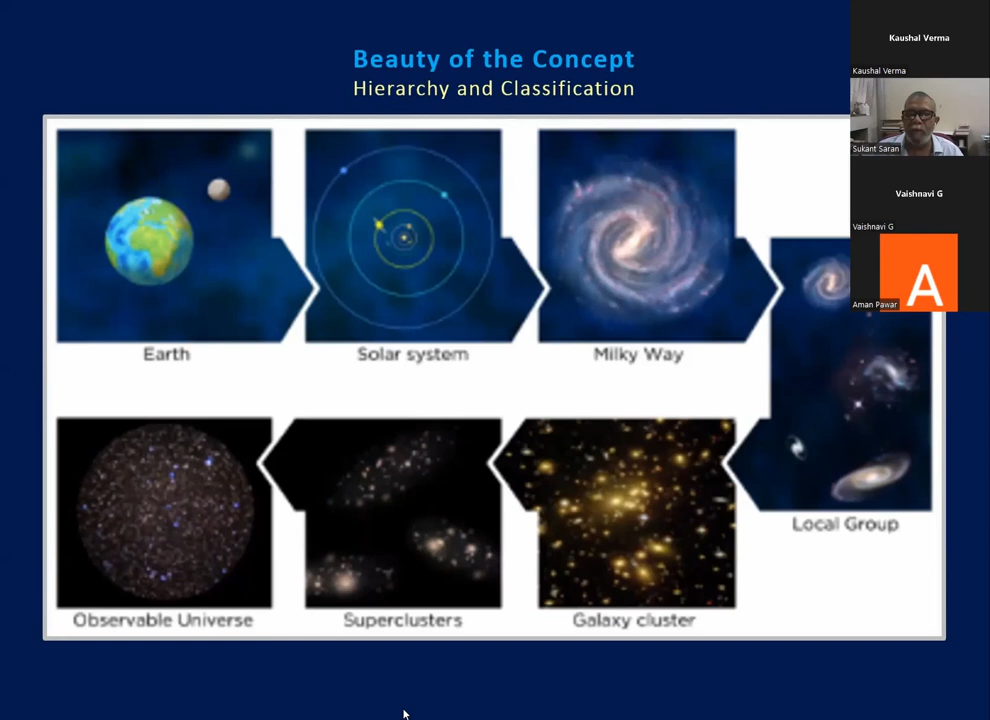 Beauty of the Concept
Hierarchy and Classification
Kaushal Verma
Kaushal Verma
Sukant Saran
Vaishnavi G
Vaishnavi G
A
Aman Pawar
Earth
Solar system
Milky Way
Local Group
Observable Universe
Superclusters
Galaxy cluster